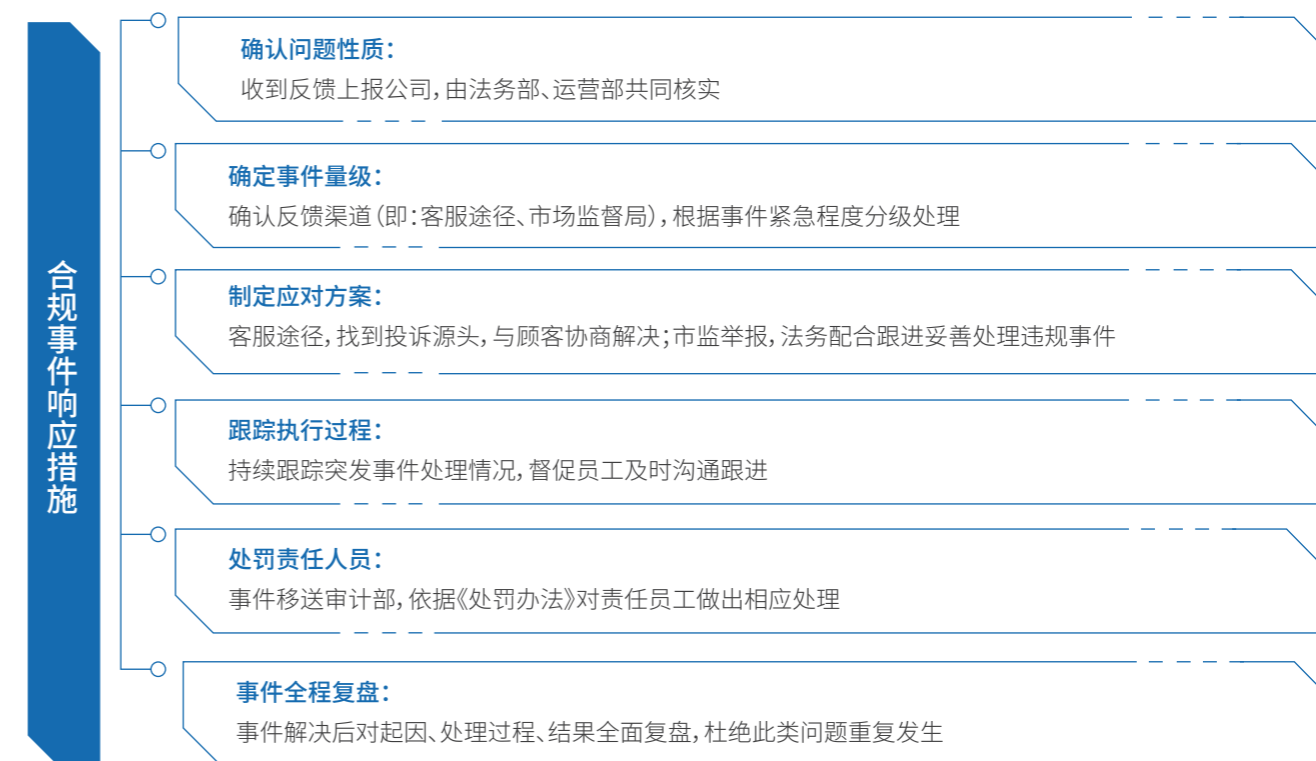 合规事件响应措施
确认问题性质：
收到反馈上报公司，由法务部、运营部共同核实
确定事件量级：
确认反馈渠道（即：客服途径、市场监督局），根据事件紧急程度分级处理
制定应对方案：
客服途径，找到投诉源头，与顾客协商解决；市监举报，法务配合跟进妥善处理违规事件
跟踪执行过程：
持续跟踪突发事件处理情况，督促员工及时沟通跟进
处罚责任人员：
事件移送审计部，依据《处罚办法》对责任员工做出相应处理
事件全程复盘：
事件解决后对起因、处理过程、结果全面复盘，杜绝此类问题重复发生